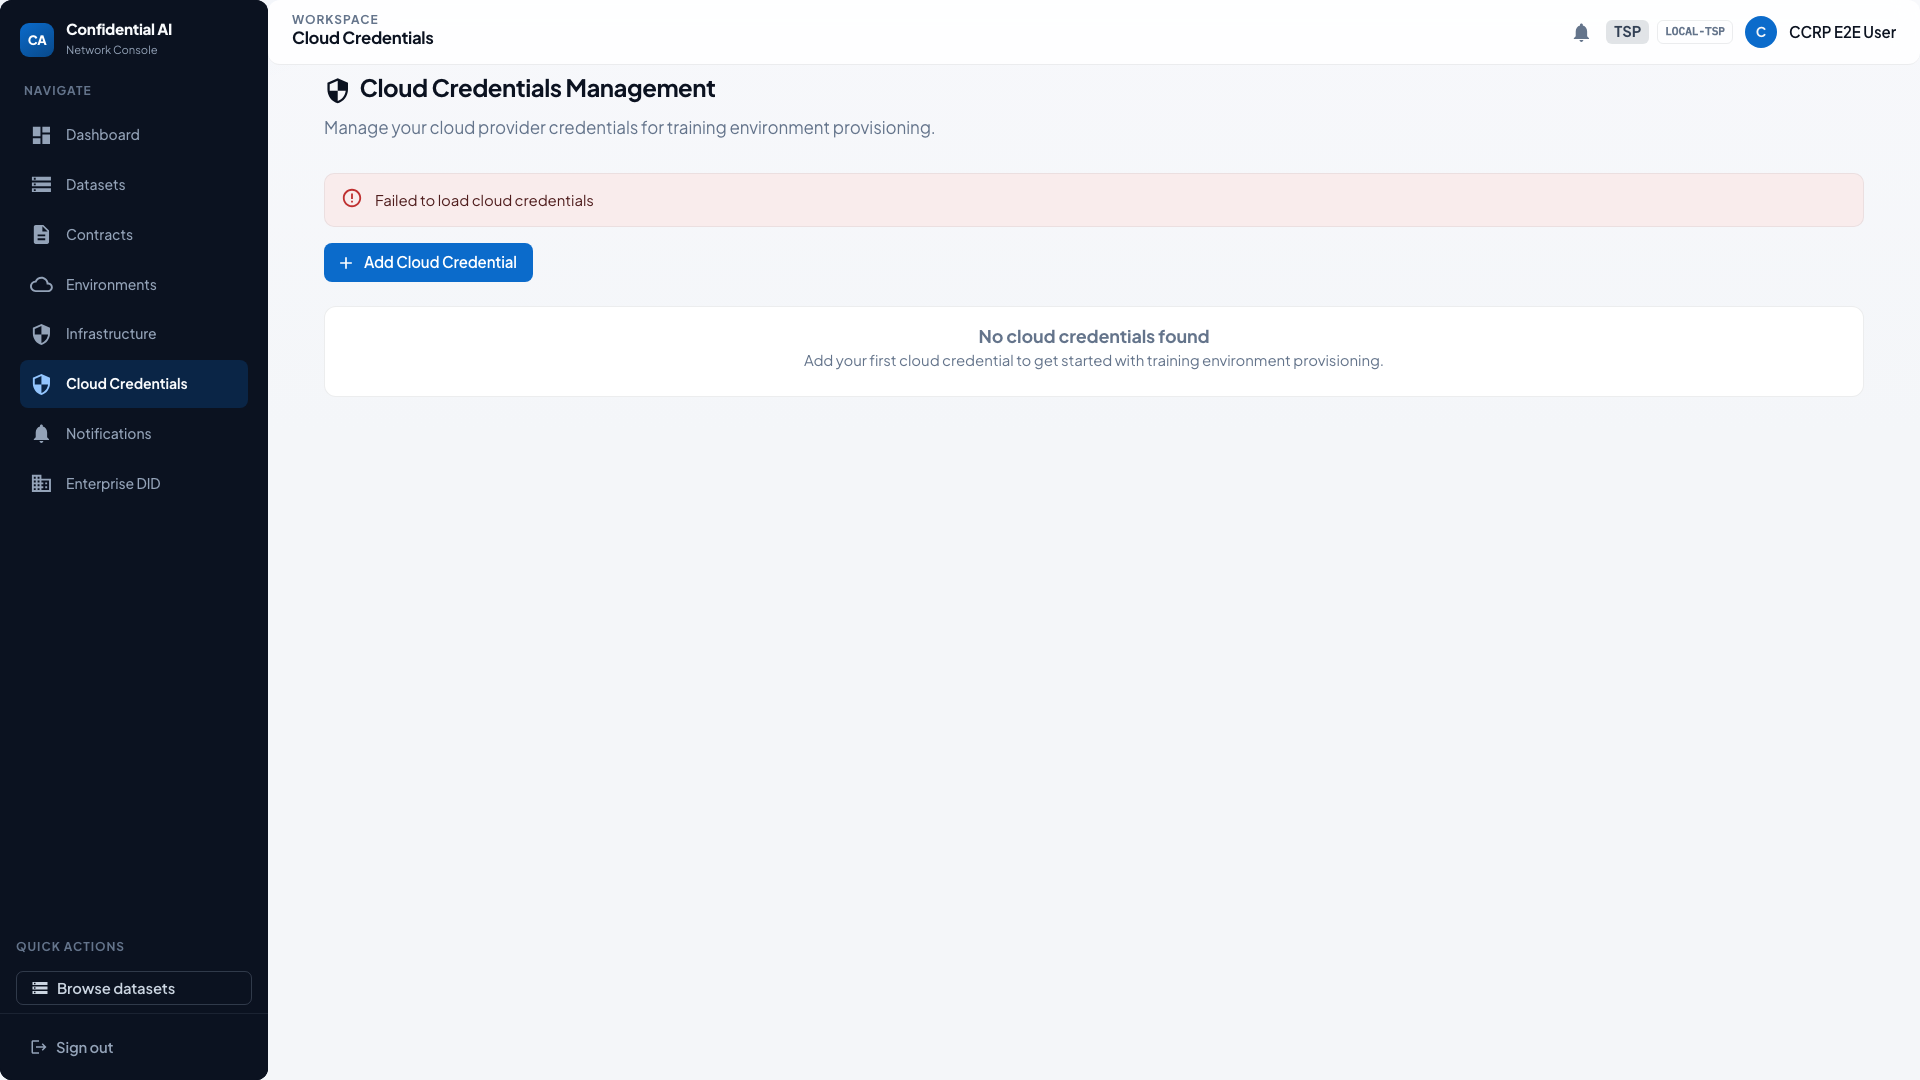 CA
Confidential AI
Network Console
NAVIGATE
Dashboard
Datasets
Contracts
Environments
Infrastructure
Cloud Credentials
Notifications
Enterprise DID
QUICK ACTIONS
Browse datasets
Sign out
WORKSPACE
Cloud Credentials
TSP
LOCAL-TSP
C
CCRP E2E User
Cloud Credentials Management
Manage your cloud provider credentials for training environment provisioning.
Failed to load cloud credentials
Add Cloud Credential
No cloud credentials found
Add your first cloud credential to get started with training environment provisioning.